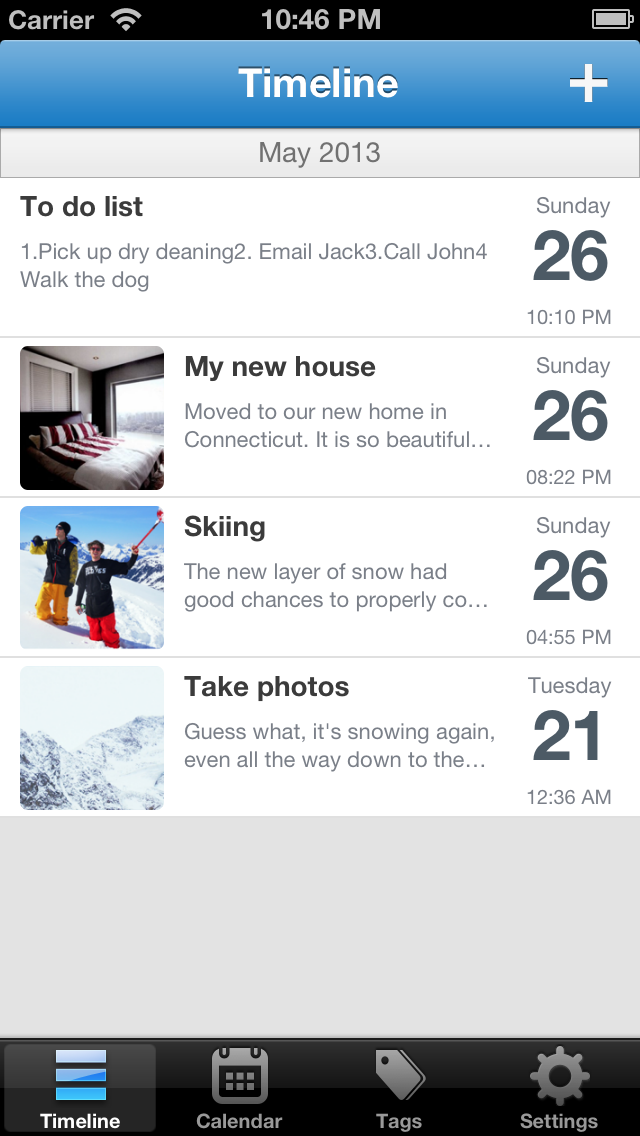 Carrier 10:46 PM
Timeline
May 2013
To do list
1.Pick up dry deaning2. Email Jack3.Call John4
Walk the dog
Sunday
26
10:10 PM
My new house
Moved to our new home in
Connecticut. It is so beautiful…
Sunday
26
08:22 PM
Skiing
The new layer of snow had
good chances to properly co…
Sunday
26
04:55 PM
Take photos
Guess what, it's snowing again,
even all the way down to the…
Tuesday
21
12:36 AM
Timeline Calendar Tags Settings